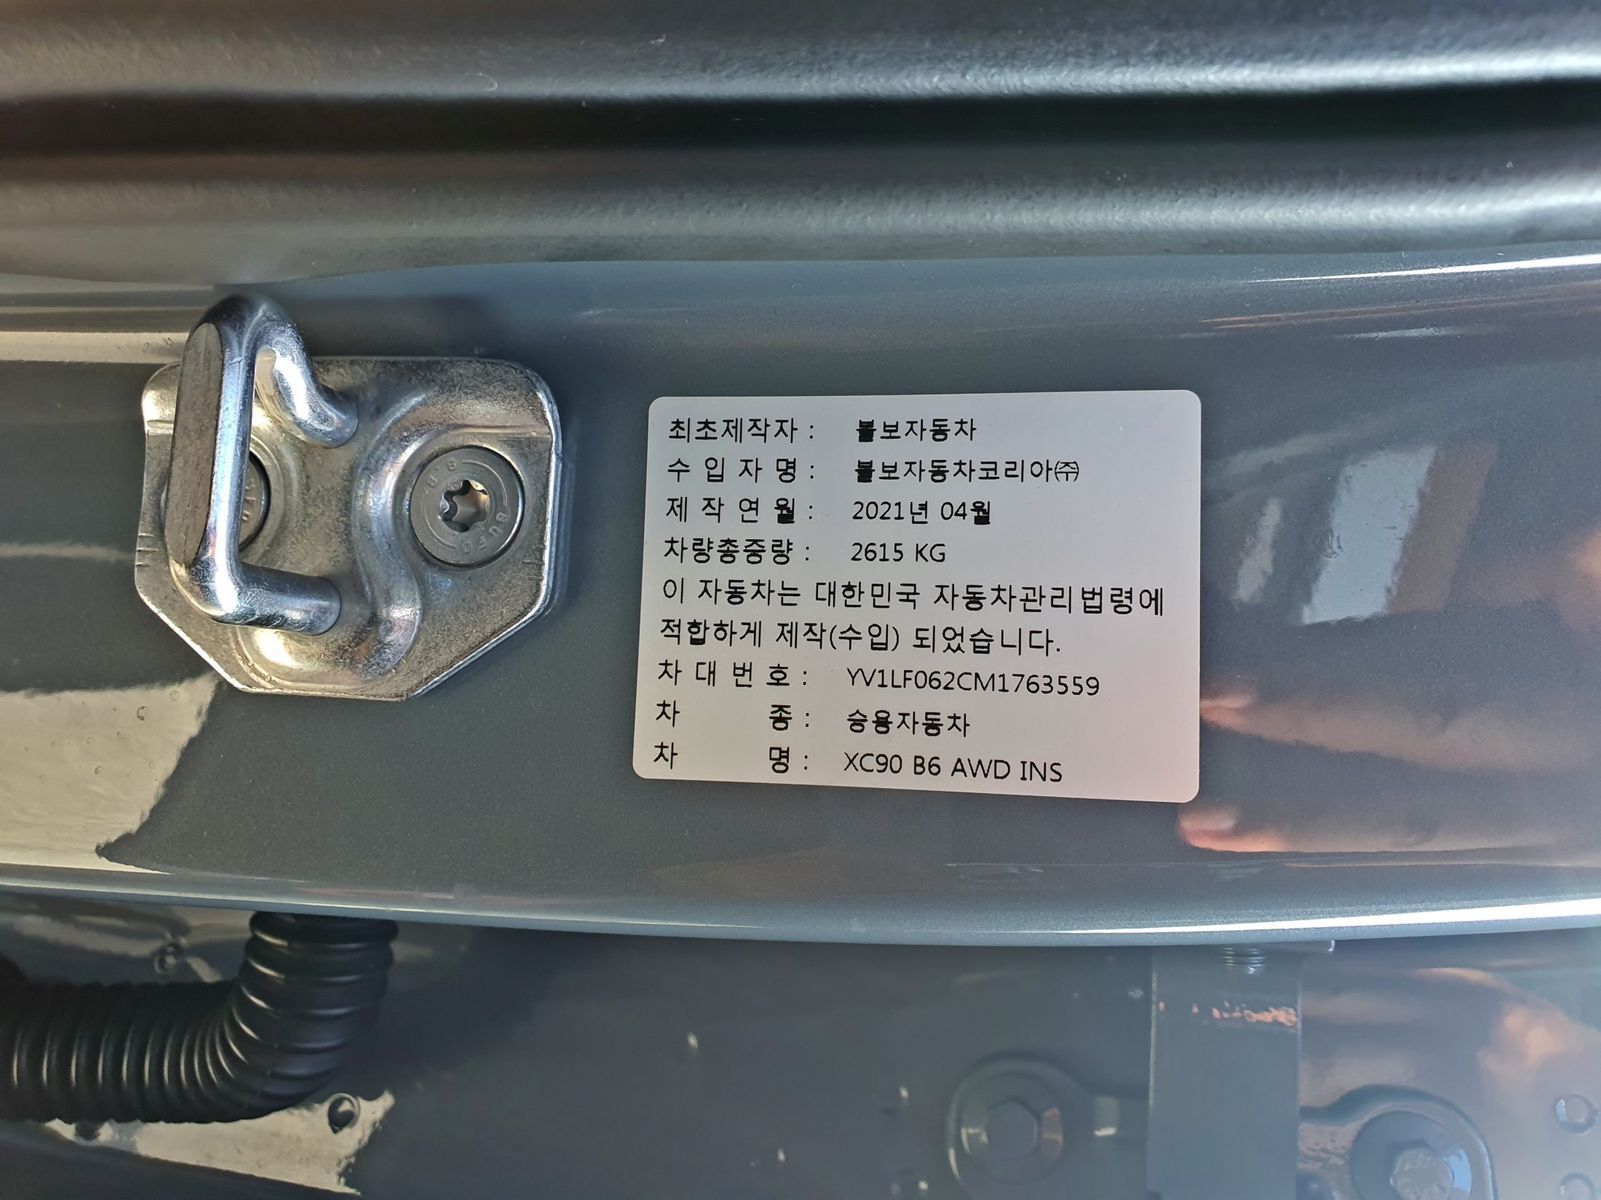 최초제작자 : 볼보자동차
수 입 자 명 : 볼보자동차코리아㈜
제 작 연 월 : 2021년 04월
차량총중량 : 2615 KG
이 자동차는 대한민국 자동차관리법령에
적합하게 제작(수입) 되었습니다.
차 대 번 호 : YV1LF062CM1763559
차 종 : 승용자동차
차 명 : XC90 B6 AWD INS
8.8
BUFO